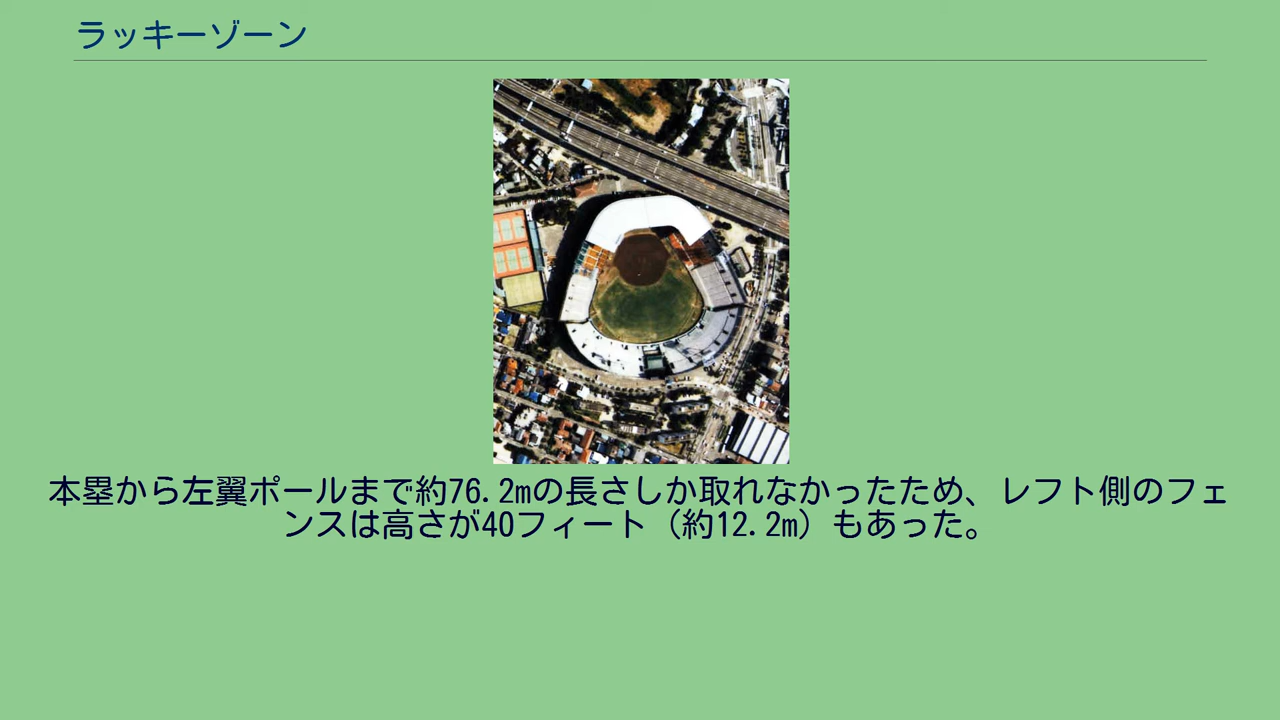 ラッキーゾーン
本塁から左翼ポールまで約76.2mの長さしか取れなかったため、レフト側のフェ
ンスは高さが40フィート（約12.2m）もあった。